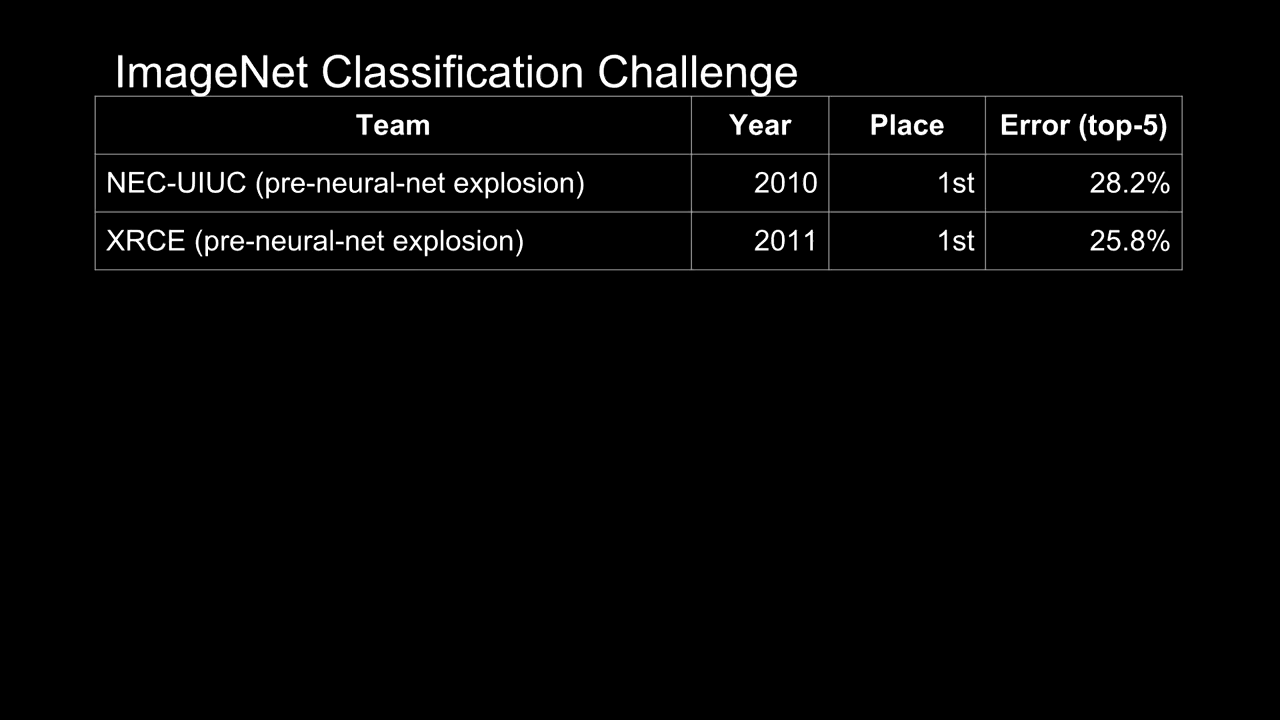 ImageNet Classification Challenge
Team Year Place Error (top-5)
NEC-UIUC (pre-neural-net explosion) 2010 1st 28.2%
XRCE (pre-neural-net explosion) 2011 1st 25.8%